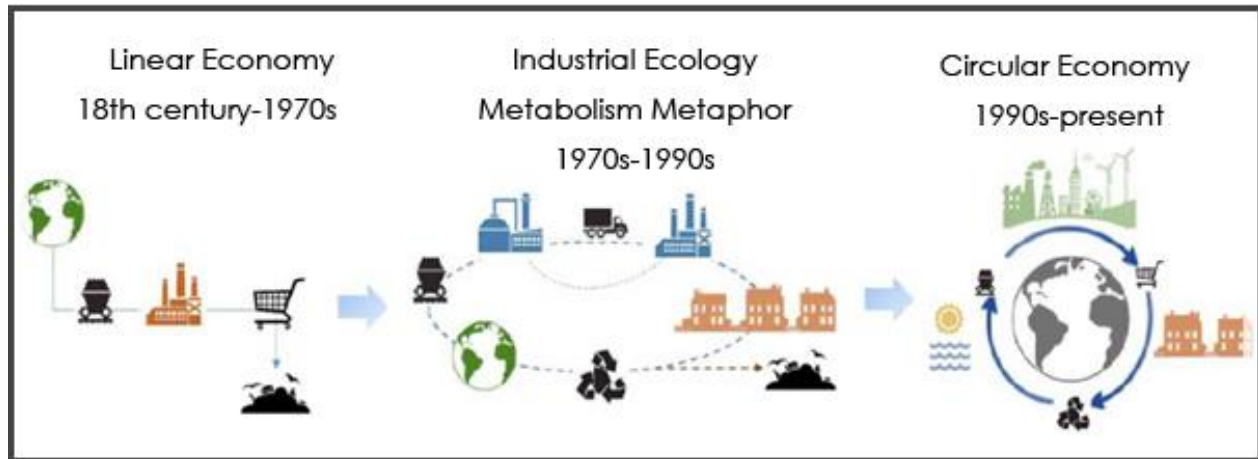 Linear Economy
18th century-1970s
Industrial Ecology
Metabolism Metaphor
1970s-1990s
Circular Economy
1990s-present